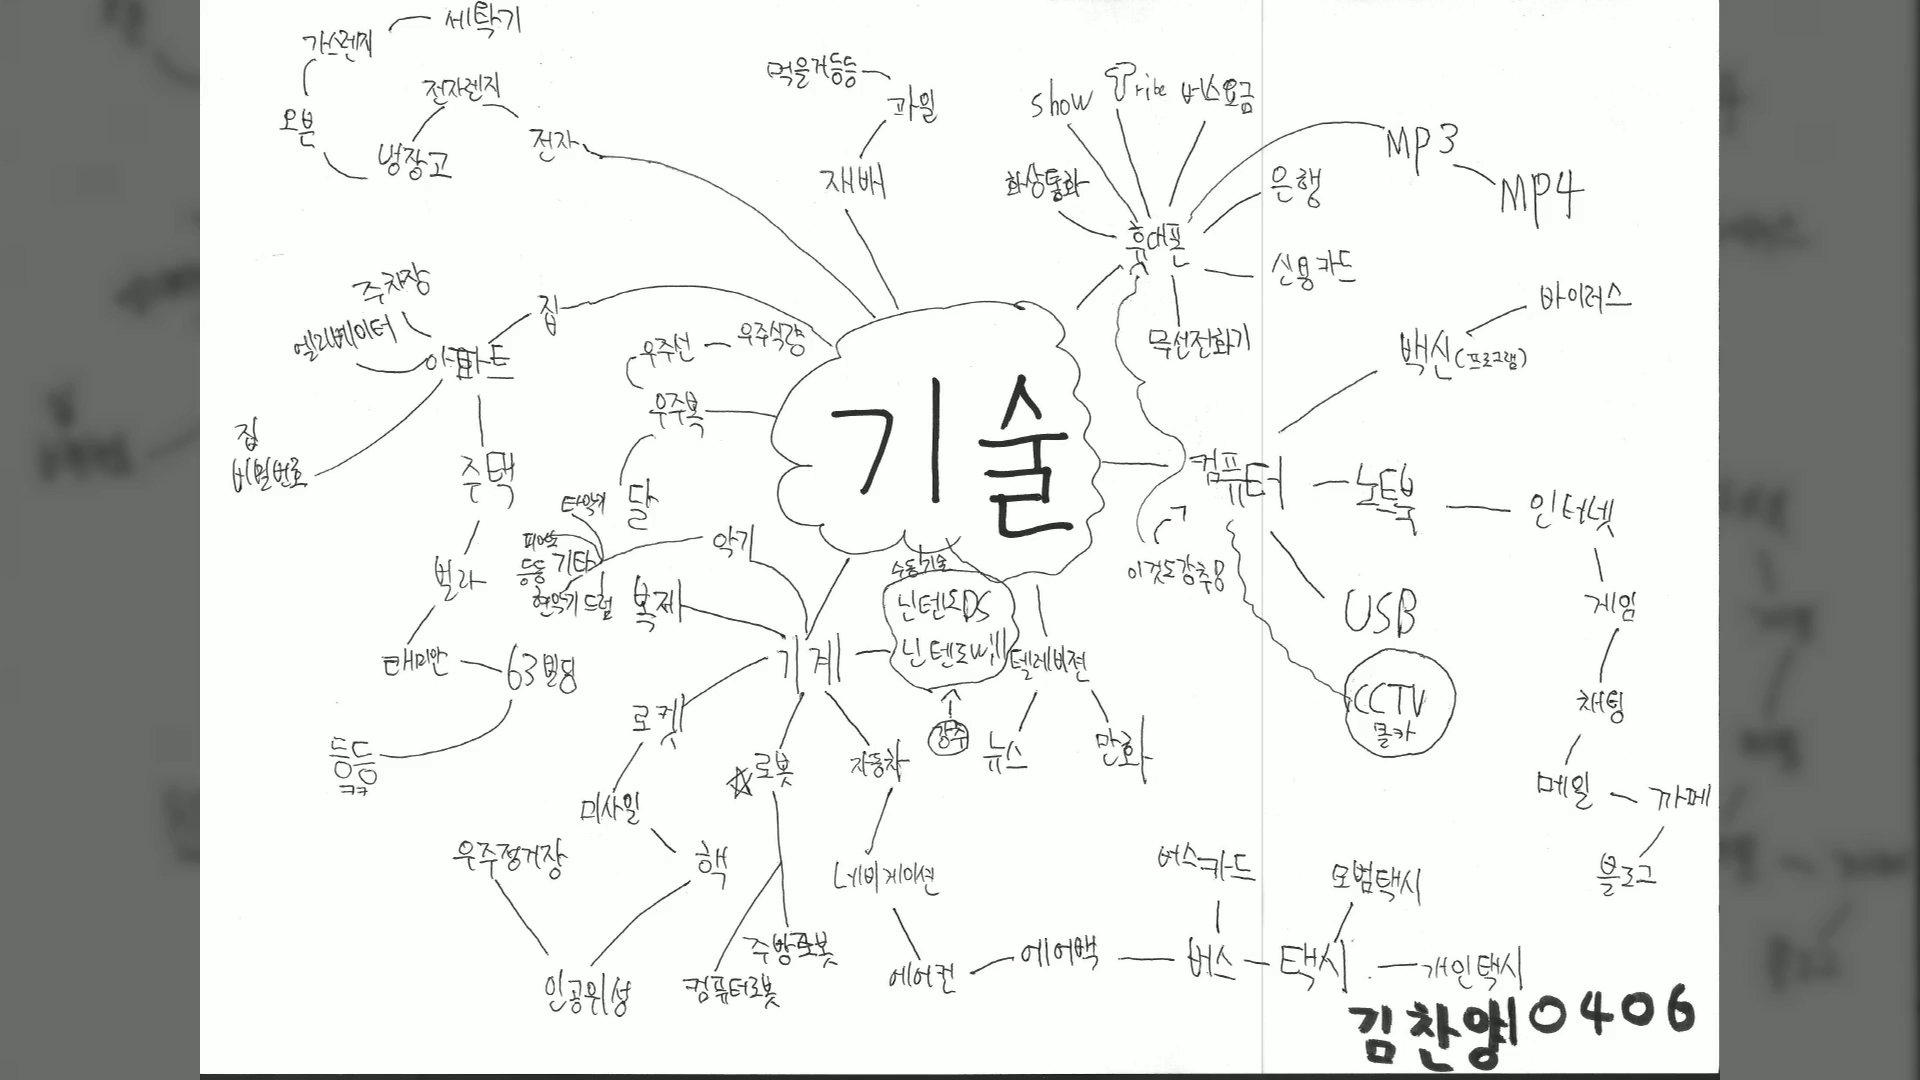 세탁기
가스렌지
전자렌지
오븐
냉장고
전자
먹을거등등
과일
재배
show
Tribe
버스요금
MP3
MP4
화상통화
은행
휴대폰
신용카드
무선전화기
바이러스
백신(프로그램)
주차장
엘리베이터
집
아파트
집
비밀번호
주택
빌라
래미안
63빌딩
등등
ㅋㅋ
우주선
우주식량
우주복
달
기술
컴퓨터
노트북
인터넷
이것도강추!
USB
게임
CCTV
몰카
채팅
메일
까페
블로그
타악기
피아노
등등
기타
현악기
드럼
악기
복제
수동기술
닌텐도DS
닌텐도wii
강추
기계
텔레비젼
뉴스
만화
로켓
로봇
자동차
미사일
핵
우주정거장
인공위성
주방로봇
컴퓨터로봇
네비게이션
에어컨
에어백
버스카드
버스
택시
모범택시
개인택시
10406